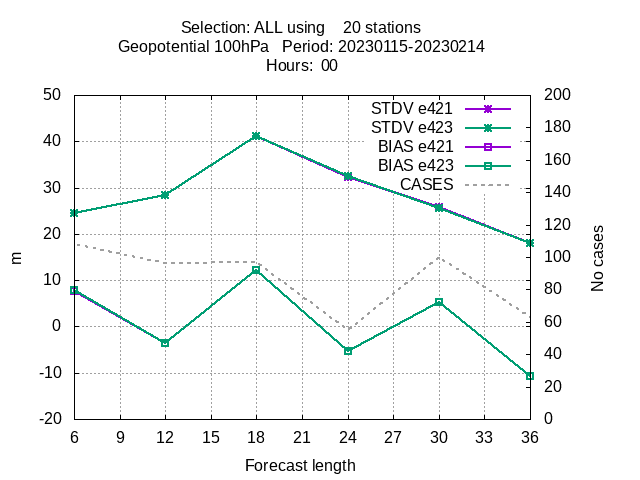 Selection: ALL using    20 stations
Geopotential 100hPa   Period: 20230115-20230214
Hours:  00
STDV e421
STDV e423
BIAS e421
BIAS e423
CASES
50
40
30
20
10
0
-10
-20
m
200
180
160
140
120
100
80
60
40
20
0
No cases
6 9 12 15 18 21 24 27 30 33 36
Forecast length